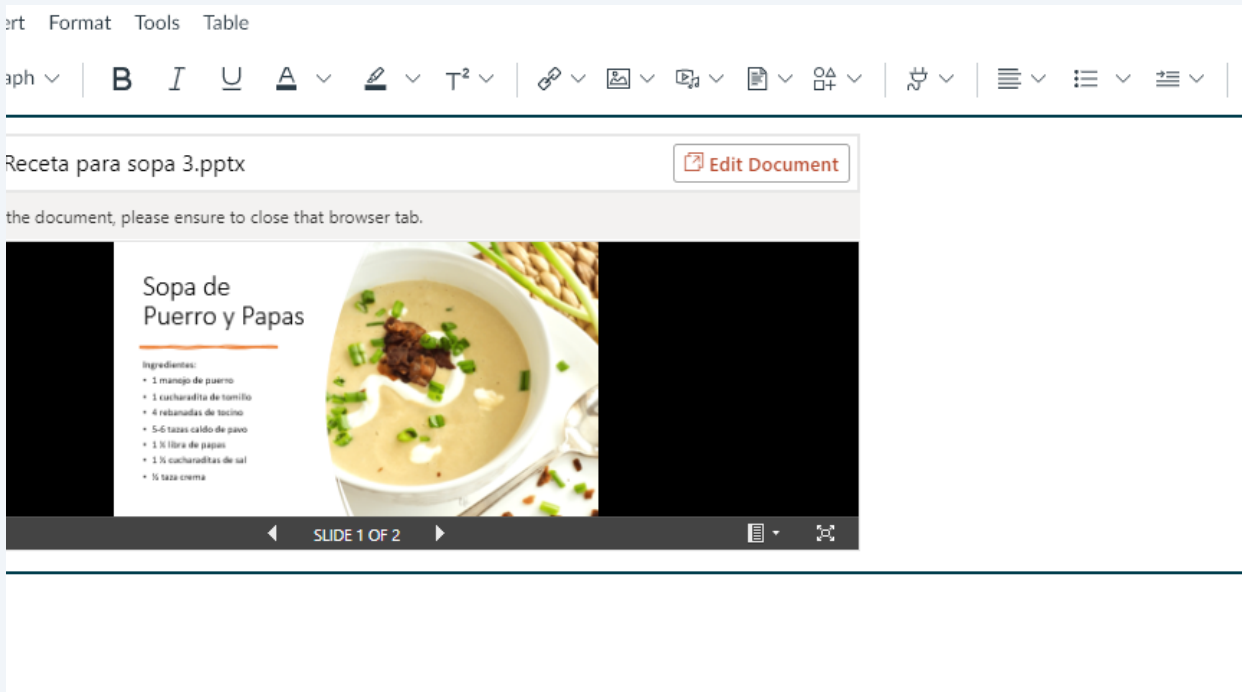 ert Format Tools Table
aph B I U A T²
Receta para sopa 3.pptx
Edit Document
the document, please ensure to close that browser tab.
Sopa de
Puerro y Papas
Ingredientes:
• 1 manojo de puerro
• 1 cucharadita de tomillo
• 4 rebanadas de tocino
• 5-6 tazas caldo de pavo
• 1 ½ libra de papas
• 1 ½ cucharaditas de sal
• ½ taza crema
SLIDE 1 OF 2